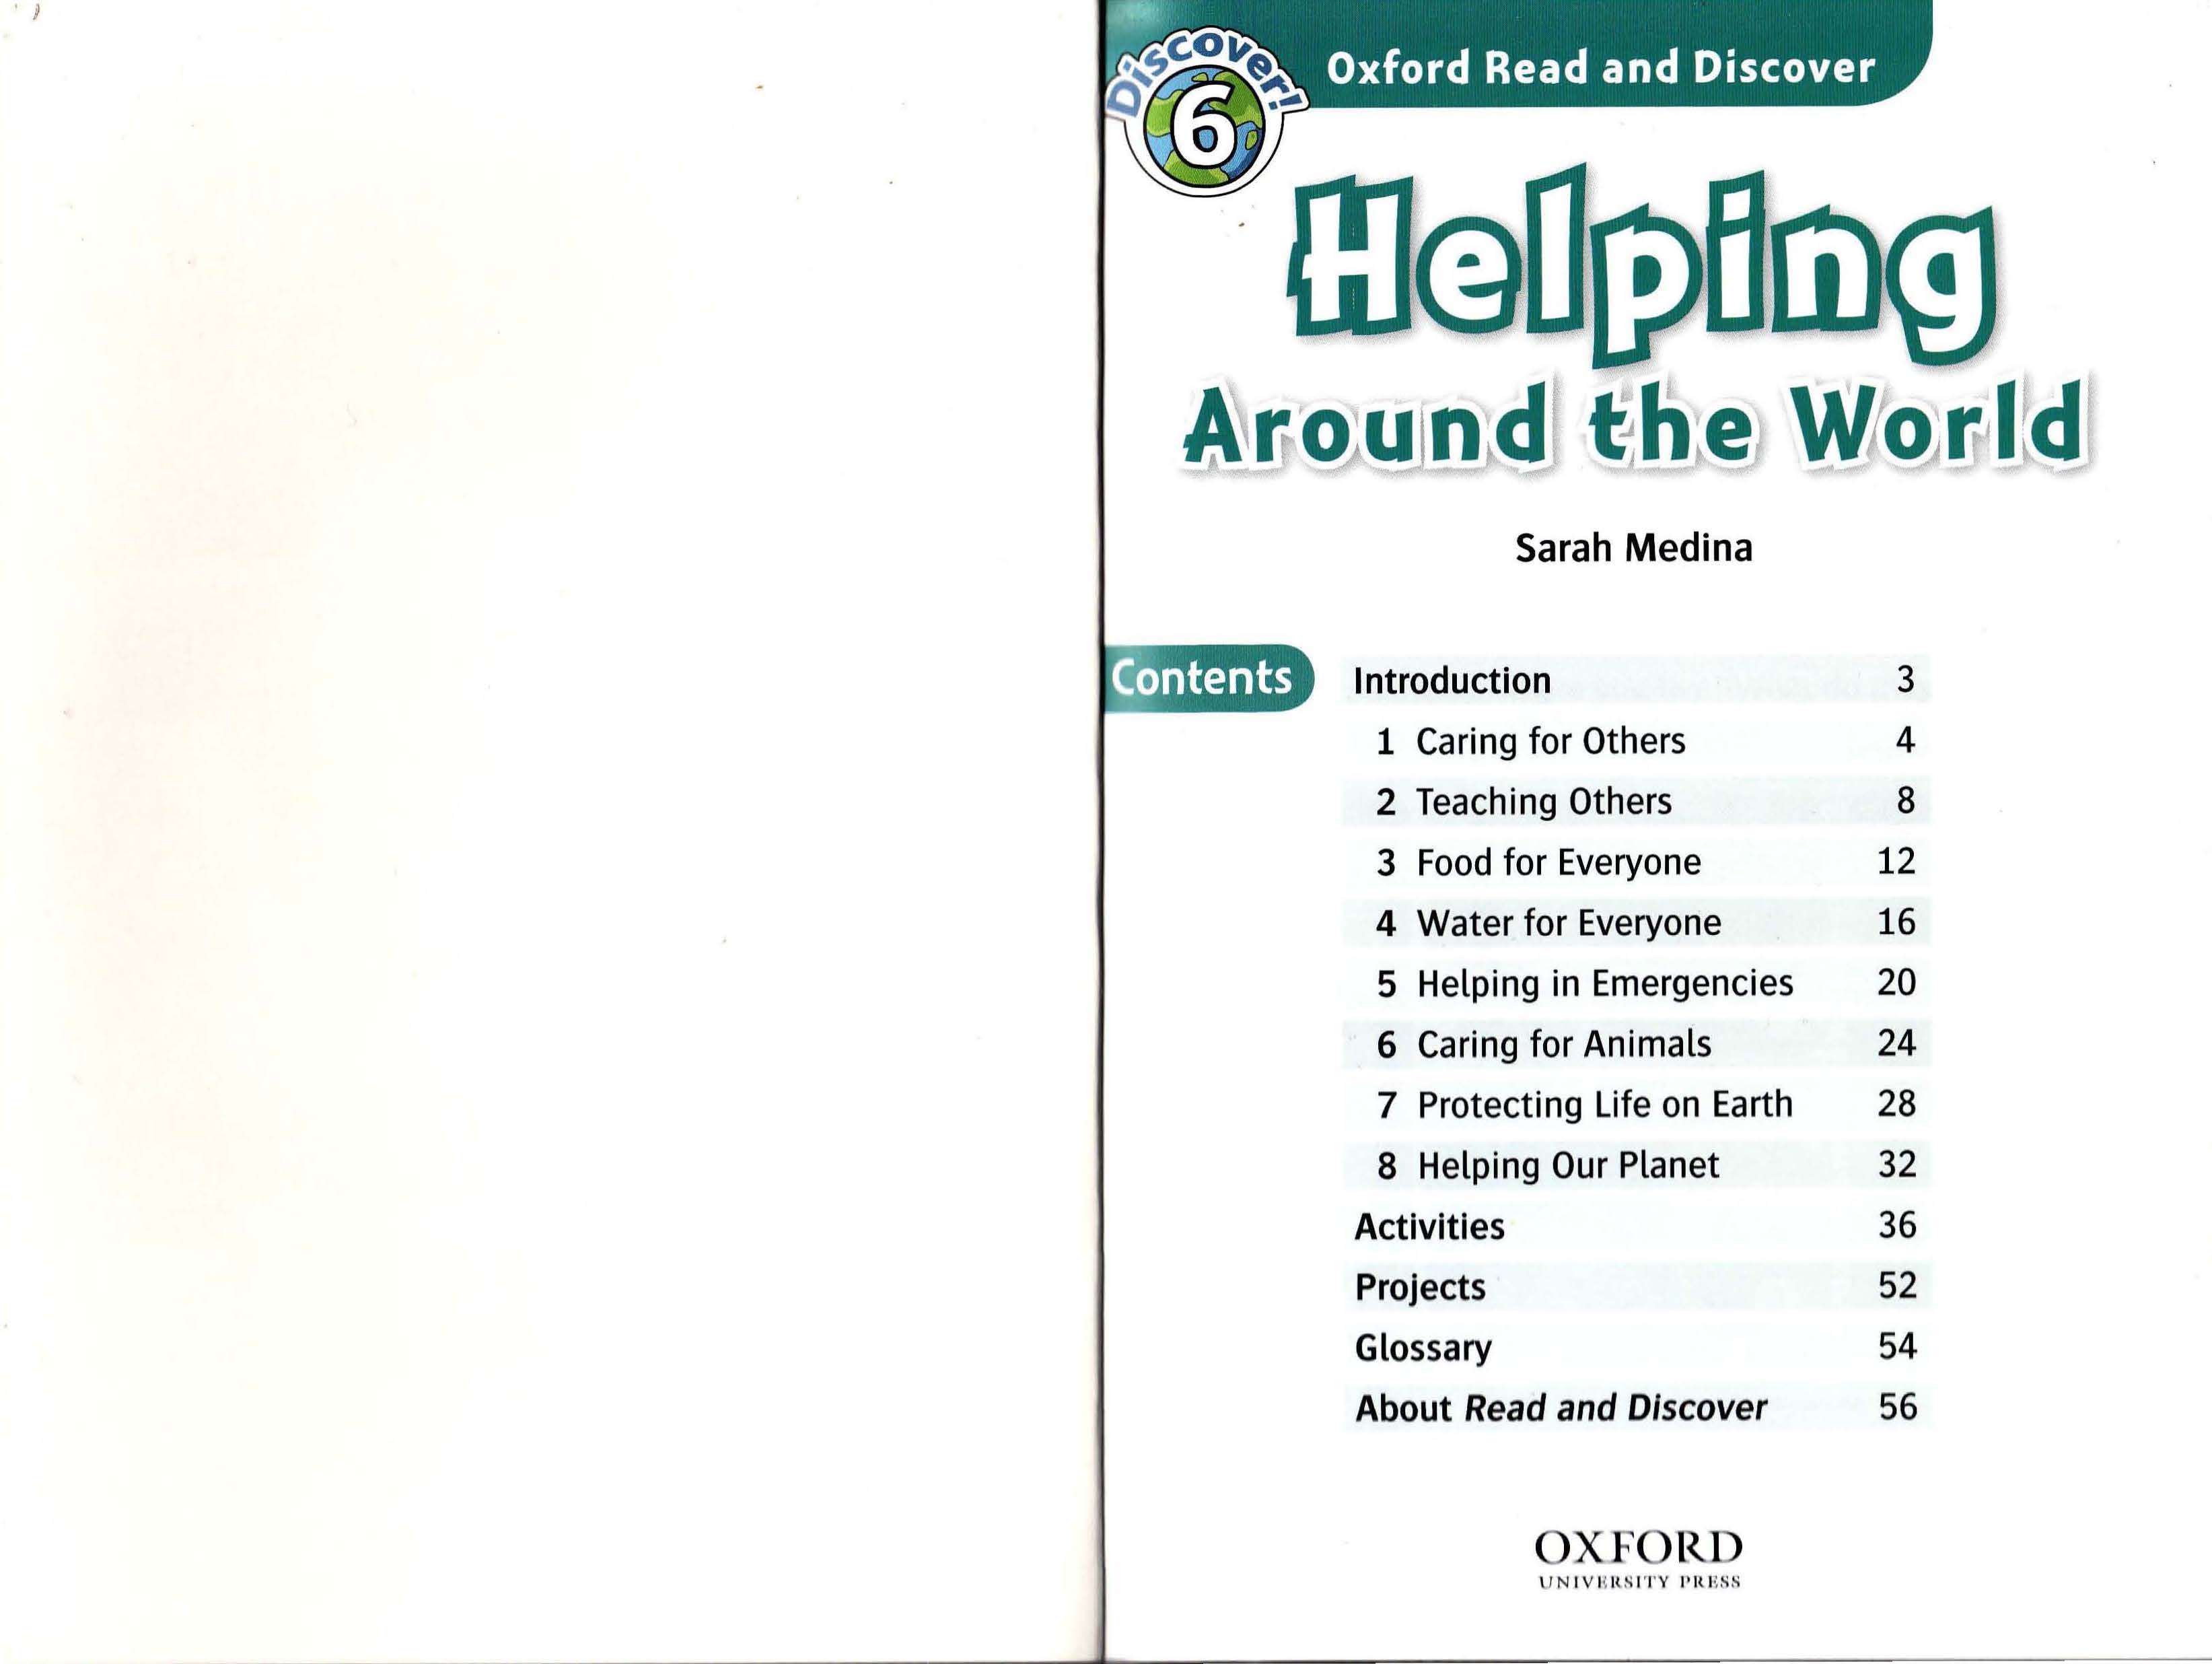 Discover!
6
Oxford Read and Discover
Helping
Around the World
Sarah Medina
Contents
Introduction 3
1 Caring for Others 4
2 Teaching Others 8
3 Food for Everyone 12
4 Water for Everyone 16
5 Helping in Emergencies 20
6 Caring for Animals 24
7 Protecting Life on Earth 28
8 Helping Our Planet 32
Activities 36
Projects 52
Glossary 54
About Read and Discover 56
OXFORD
UNIVERSITY PRESS